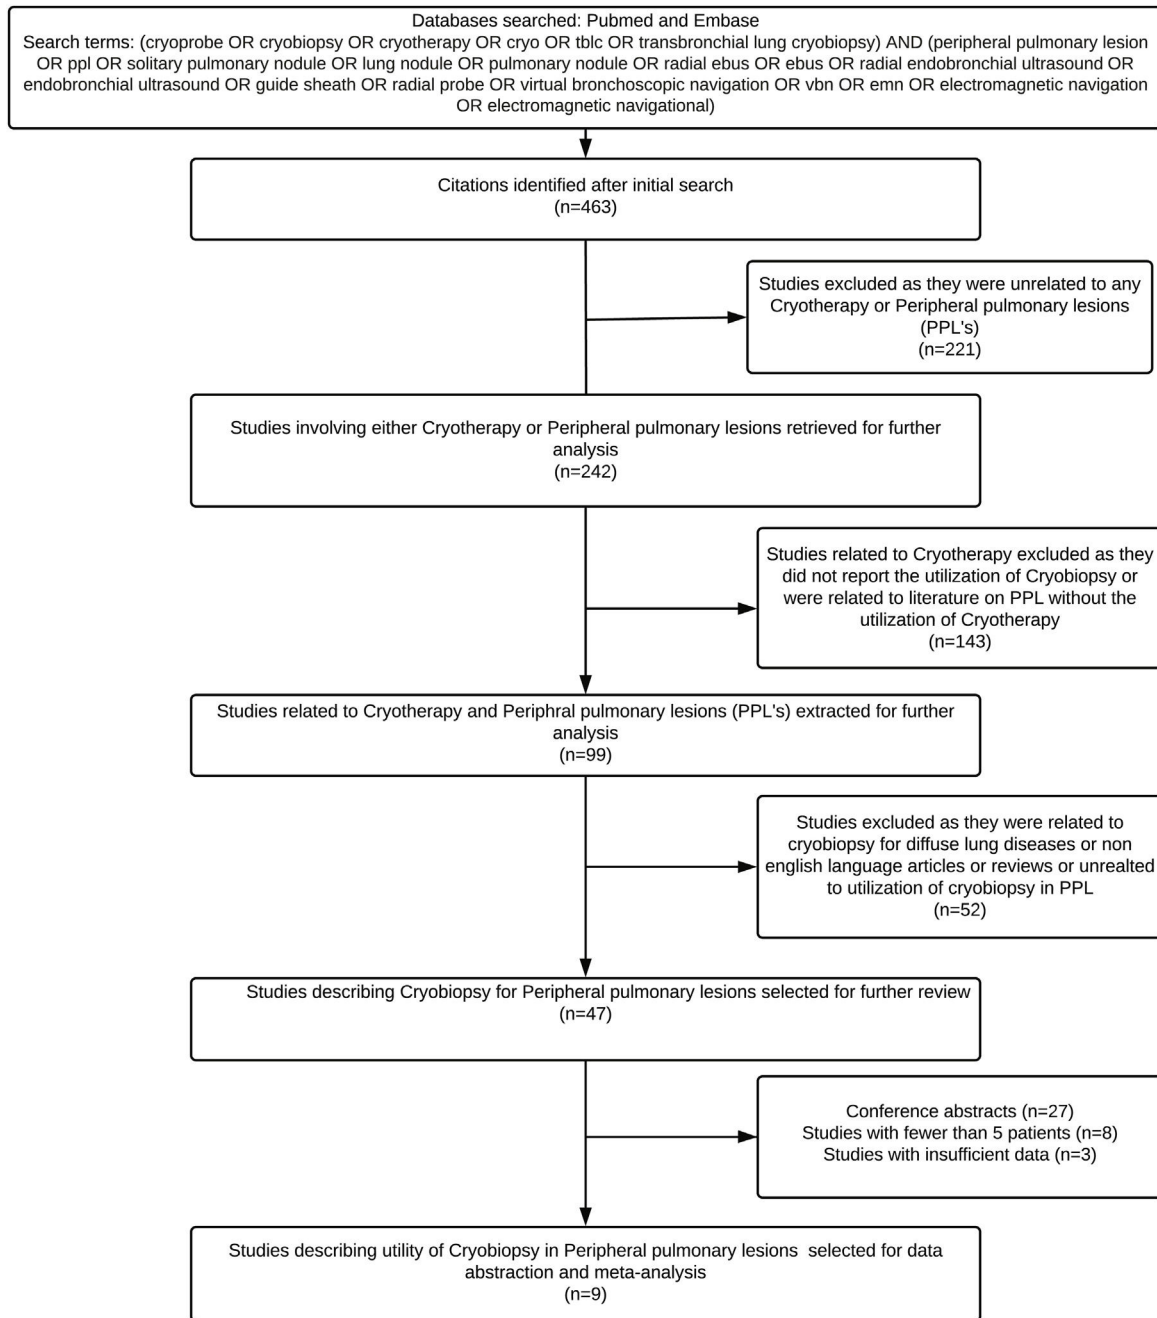 Databases searched: Pubmed and Embase
Search terms: (cryoprobe OR cryobiopsy OR cryotherapy OR cryo OR tblc OR transbronchial lung cryobiopsy) AND (peripheral pulmonary lesion
OR ppl OR solitary pulmonary nodule OR lung nodule OR pulmonary nodule OR radial ebus OR ebus OR radial endobronchial ultrasound OR
endobronchial ultrasound OR guide sheath OR radial probe OR virtual bronchoscopic navigation OR vbn OR emn OR electromagnetic navigation
OR electromagnetic navigational)
Citations identified after initial search
(n=463)
Studies excluded as they were unrelated to any
Cryotherapy or Peripheral pulmonary lesions
(PPL's)
(n=221)
Studies involving either Cryotherapy or Peripheral pulmonary lesions retrieved for further
analysis
(n=242)
Studies related to Cryotherapy excluded as they
did not report the utilization of Cryobiopsy or
were related to literature on PPL without the
utilization of Cryotherapy
(n=143)
Studies related to Cryotherapy and Periphral pulmonary lesions (PPL's) extracted for further
analysis
(n=99)
Studies excluded as they were related to
cryobiopsy for diffuse lung diseases or non
english language articles or reviews or unrealted
to utilization of cryobiopsy in PPL
(n=52)
Studies describing Cryobiopsy for Peripheral pulmonary lesions selected for further review
(n=47)
Conference abstracts (n=27)
Studies with fewer than 5 patients (n=8)
Studies with insufficient data (n=3)
Studies describing utility of Cryobiopsy in Peripheral pulmonary lesions selected for data
abstraction and meta-analysis
(n=9)